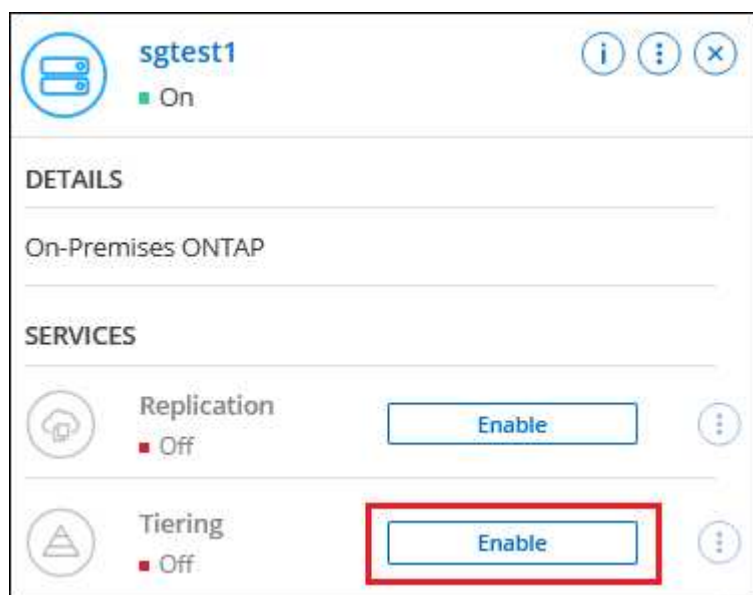 sgtest1
On
DETAILS
On-Premises ONTAP
SERVICES
Replication
Enable
Off
Tiering
Enable
Off